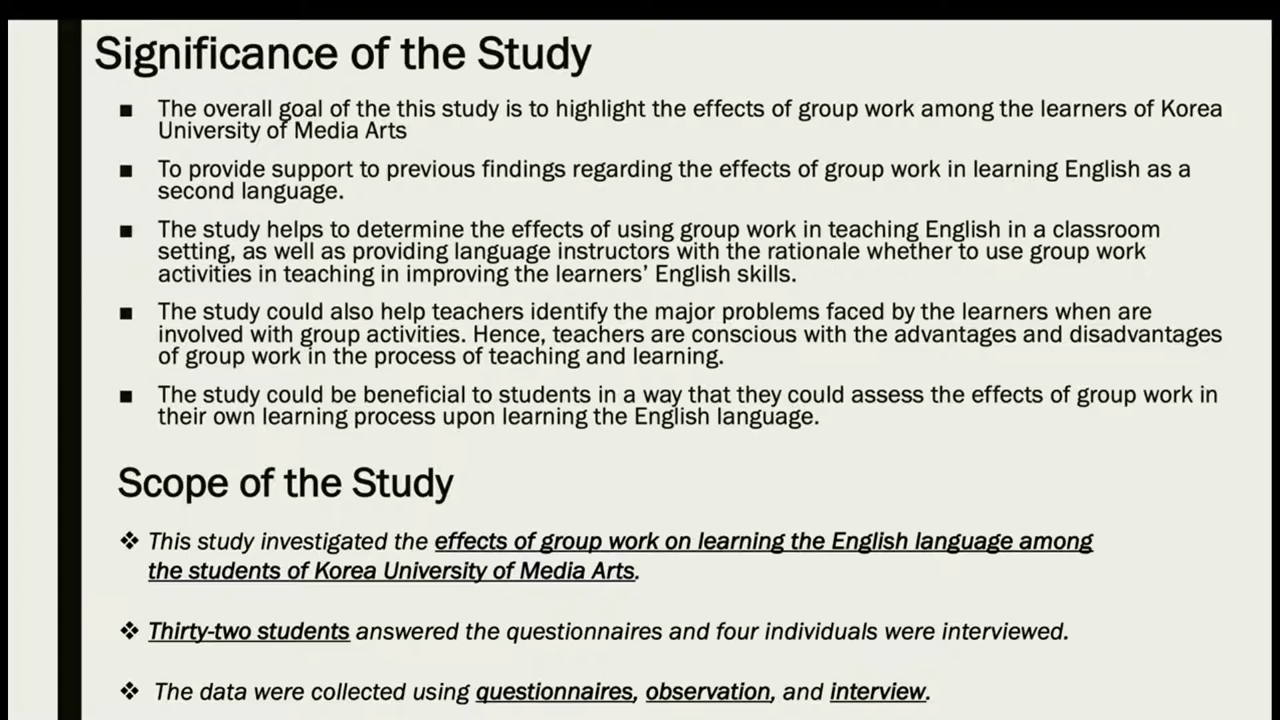 Significance of the Study
■ The overall goal of the this study is to highlight the effects of group work among the learners of Korea
University of Media Arts
■ To provide support to previous findings regarding the effects of group work in learning English as a
second language.
■ The study helps to determine the effects of using group work in teaching English in a classroom
setting, as well as providing language instructors with the rationale whether to use group work
activities in teaching in improving the learners’ English skills.
■ The study could also help teachers identify the major problems faced by the learners when are
involved with group activities. Hence, teachers are conscious with the advantages and disadvantages
of group work in the process of teaching and learning.
■ The study could be beneficial to students in a way that they could assess the effects of group work in
their own learning process upon learning the English language.
Scope of the Study
❖ This study investigated the effects of group work on learning the English language among
the students of Korea University of Media Arts.
❖ Thirty-two students answered the questionnaires and four individuals were interviewed.
❖ The data were collected using questionnaires, observation, and interview.